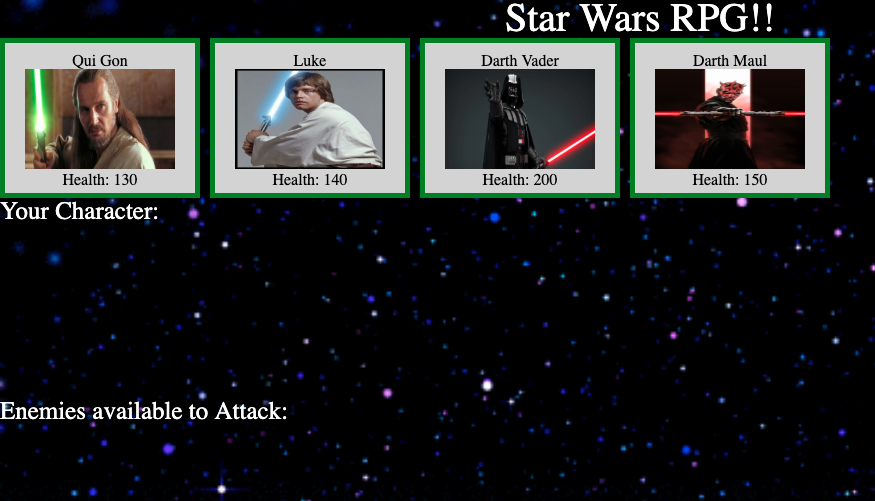 Star Wars RPG!!
Qui Gon
Luke
Darth Vader
Darth Maul
Health: 130
Health: 140
Health: 200
Health: 150
Your Character:
Enemies available to Attack: